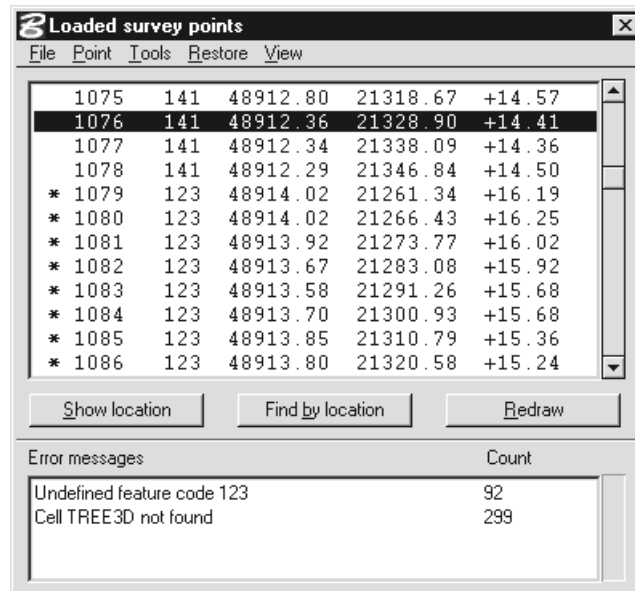 Loaded survey points
File Point Tools Restore View
1075 141 48912.80 21318.67 +14.57
1076 141 48912.36 21328.90 +14.41
1077 141 48912.34 21338.09 +14.36
1078 141 48912.29 21346.84 +14.50
* 1079 123 48914.02 21261.34 +16.19
* 1080 123 48914.02 21266.43 +16.25
* 1081 123 48913.92 21273.77 +16.02
* 1082 123 48913.67 21283.08 +15.92
* 1083 123 48913.58 21291.26 +15.68
* 1084 123 48913.70 21300.93 +15.68
* 1085 123 48913.85 21310.79 +15.36
* 1086 123 48913.80 21320.58 +15.24
Show location Find by location Redraw
Error messages Count
Undefined feature code 123 92
Cell TREE3D not found 299